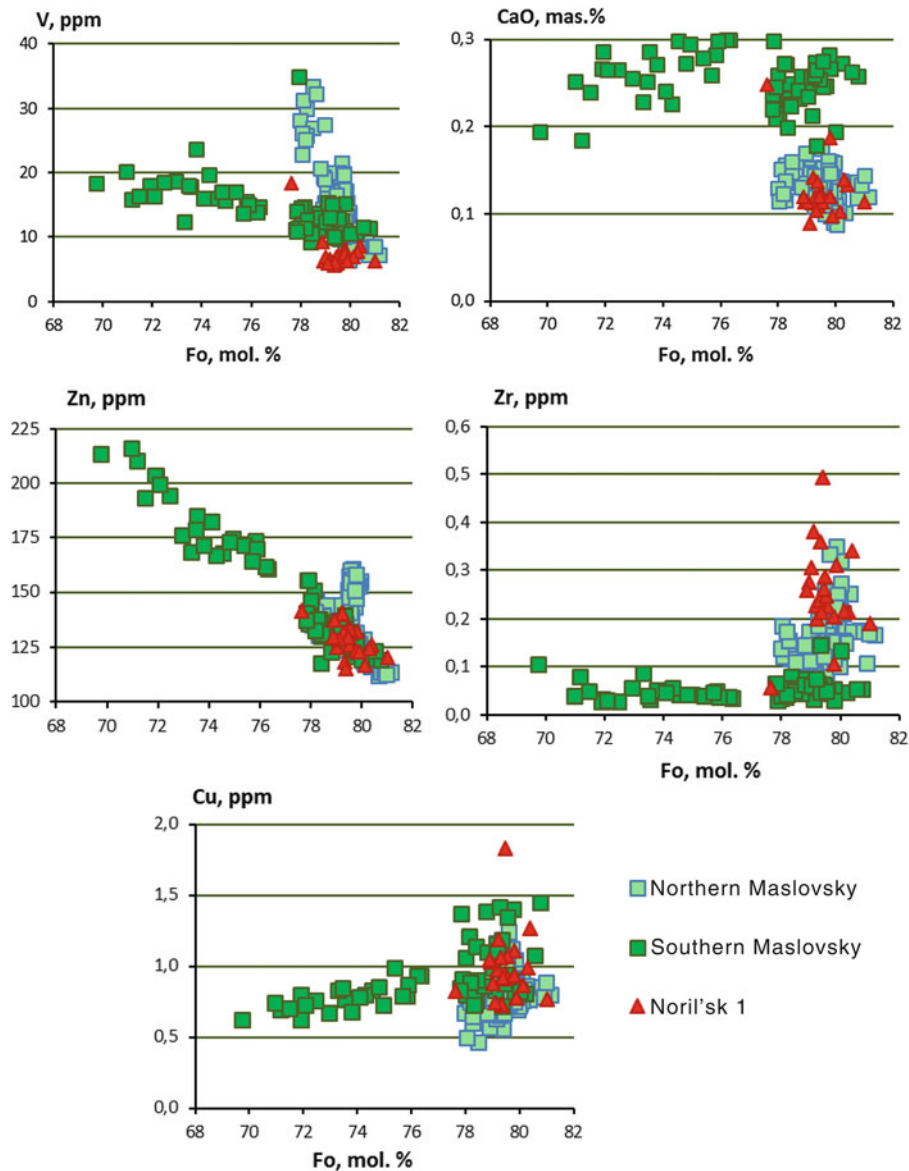 V, ppm
40
30
20
10
0
68 70 72 74 76 78 80 82
Fo, mol. %
CaO, mas.%
0,3
0,2
0,1
0,0
68 70 72 74 76 78 80 82
Fo, mol. %
Zn, ppm
225
200
175
150
125
100
68 70 72 74 76 78 80 82
Zr, ppm
0,6
0,5
0,4
0,3
0,2
0,1
0,0
68 70 72 74 76 78 80 82
Fo, mol. %
Cu, ppm
2,0
1,5
1,0
0,5
0,0
68 70 72 74 76 78 80 82
Fo, mol. %
Northern Maslovsky
Southern Maslovsky
Noril'sk 1